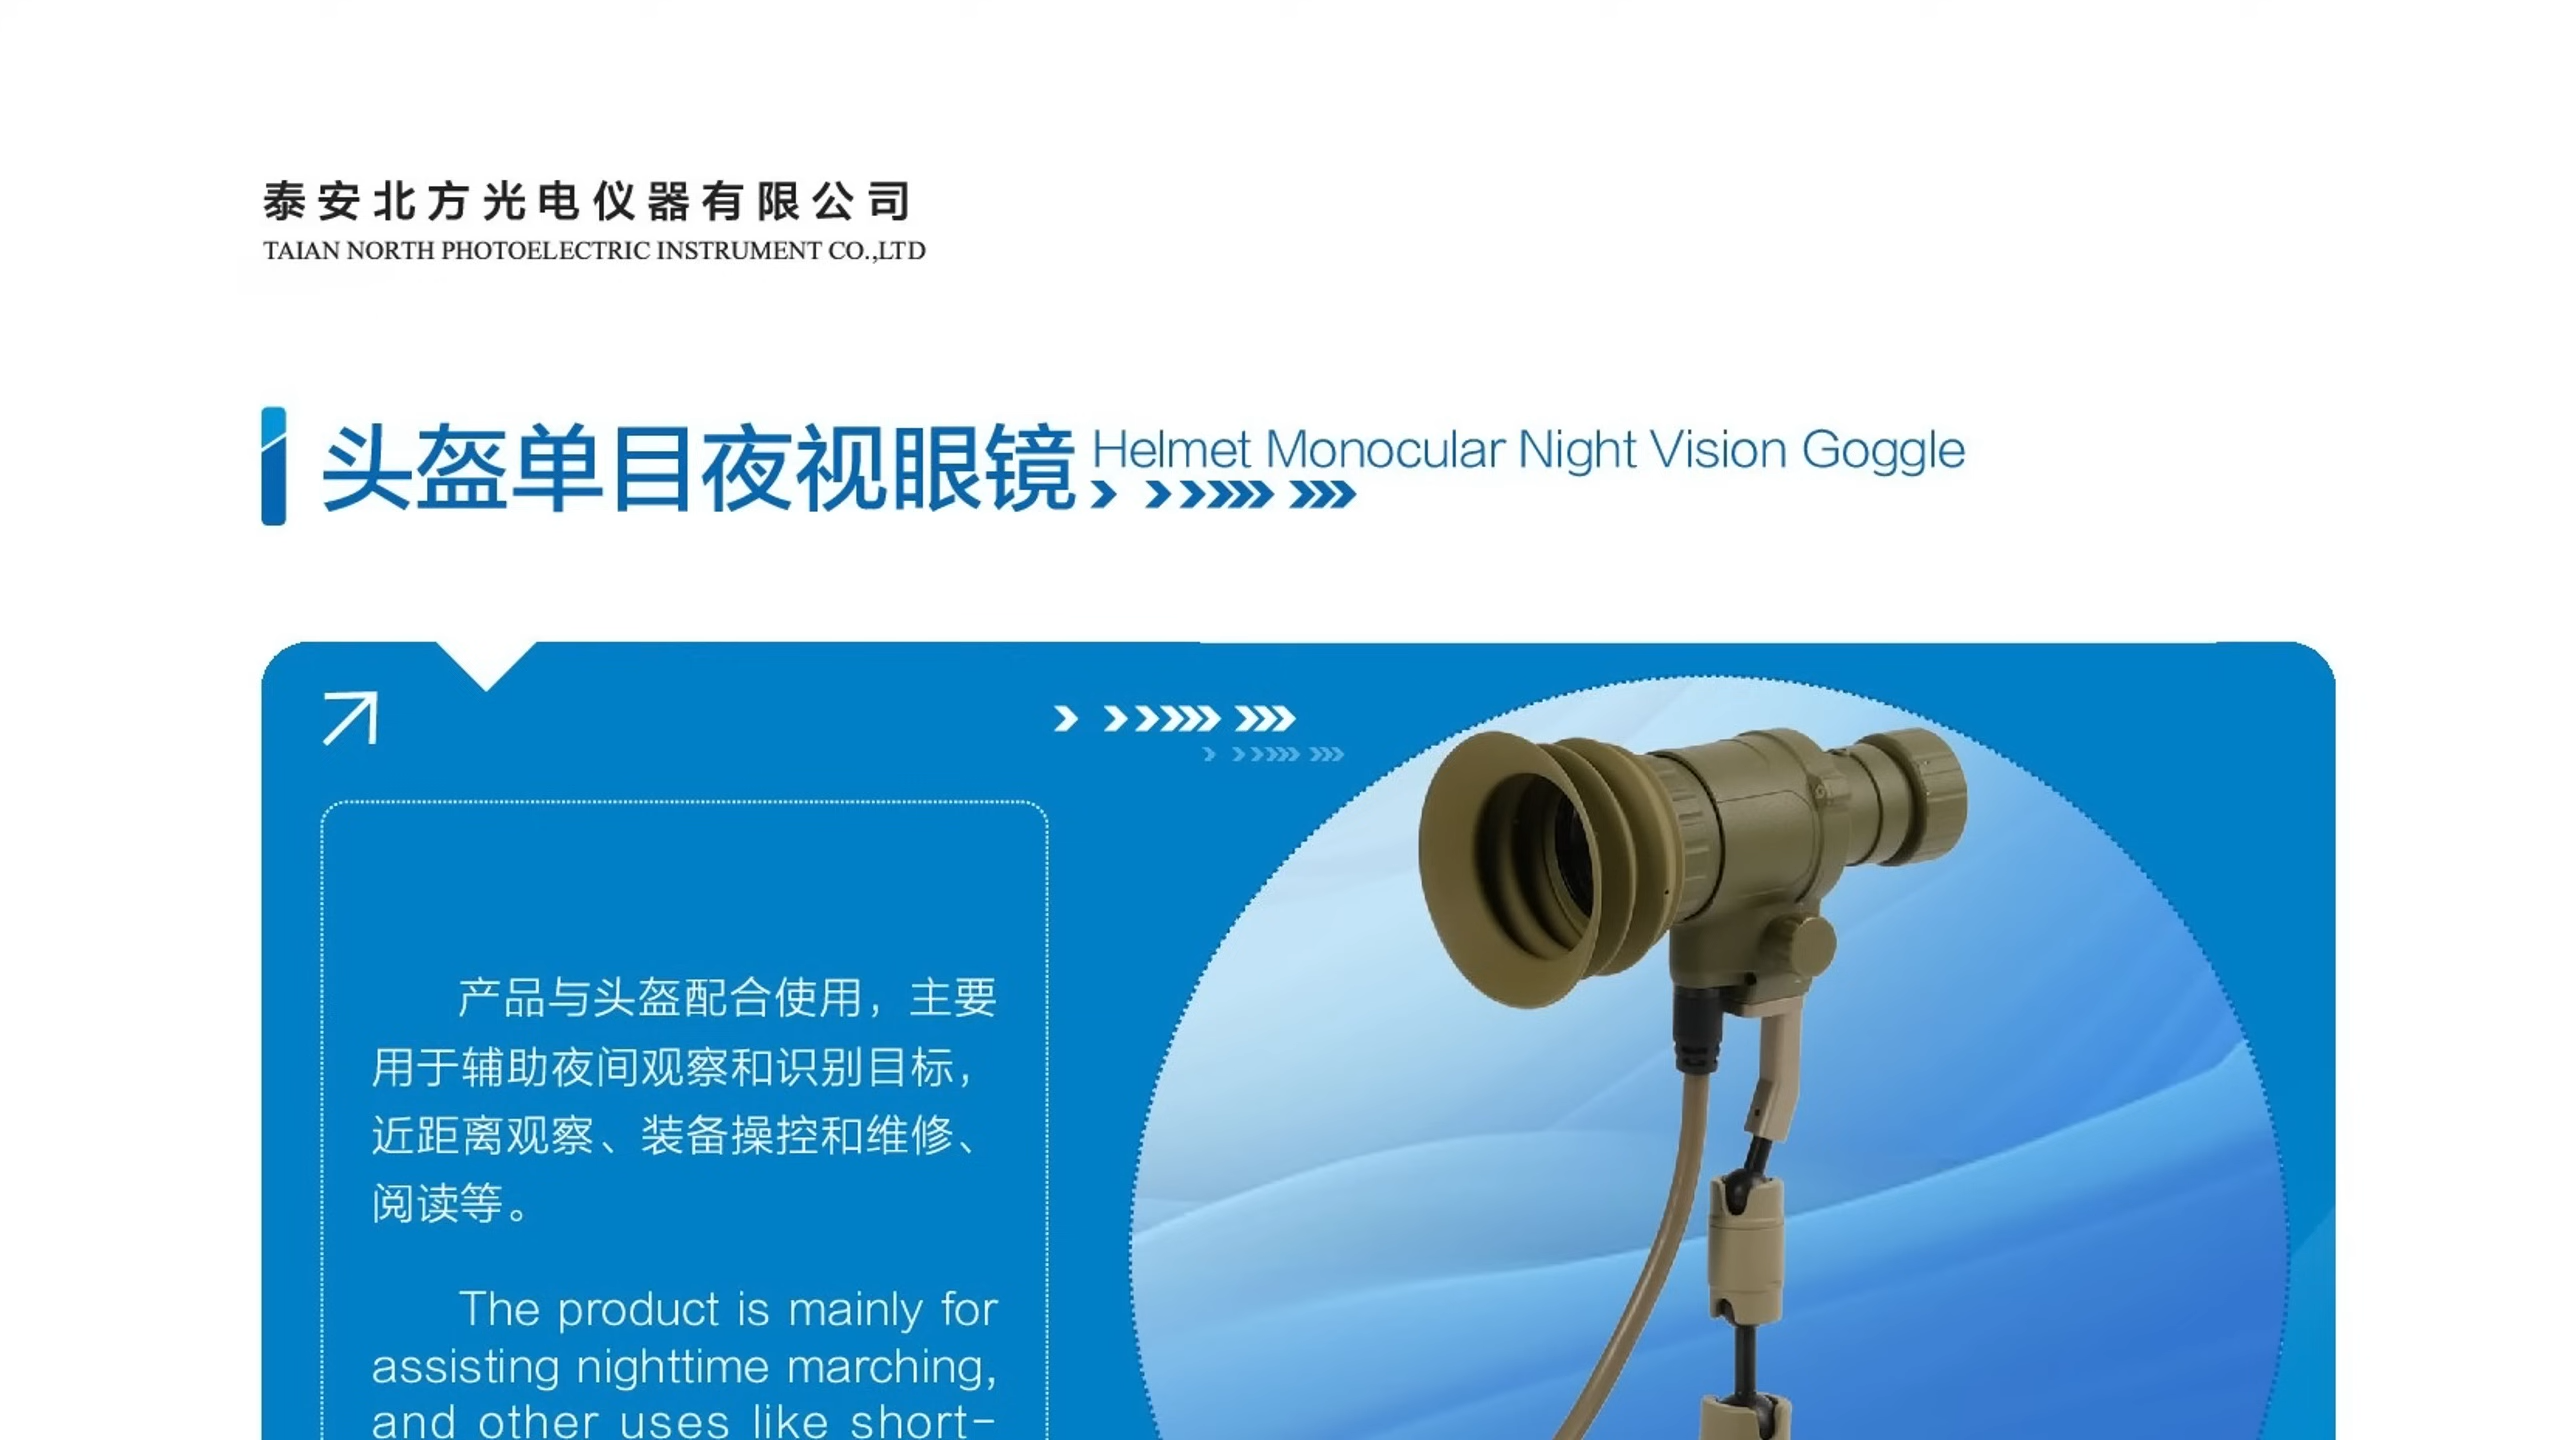 泰安北方光电仪器有限公司
TAIAN NORTH PHOTOELECTRIC INSTRUMENT CO.,LTD
头盔单目夜视眼镜 Helmet Monocular Night Vision Goggle
产品与头盔配合使用，主要
用于辅助夜间观察和识别目标，
近距离观察、装备操控和维修、
阅读等。
The product is mainly for
assisting nighttime marching,
and other uses like short-